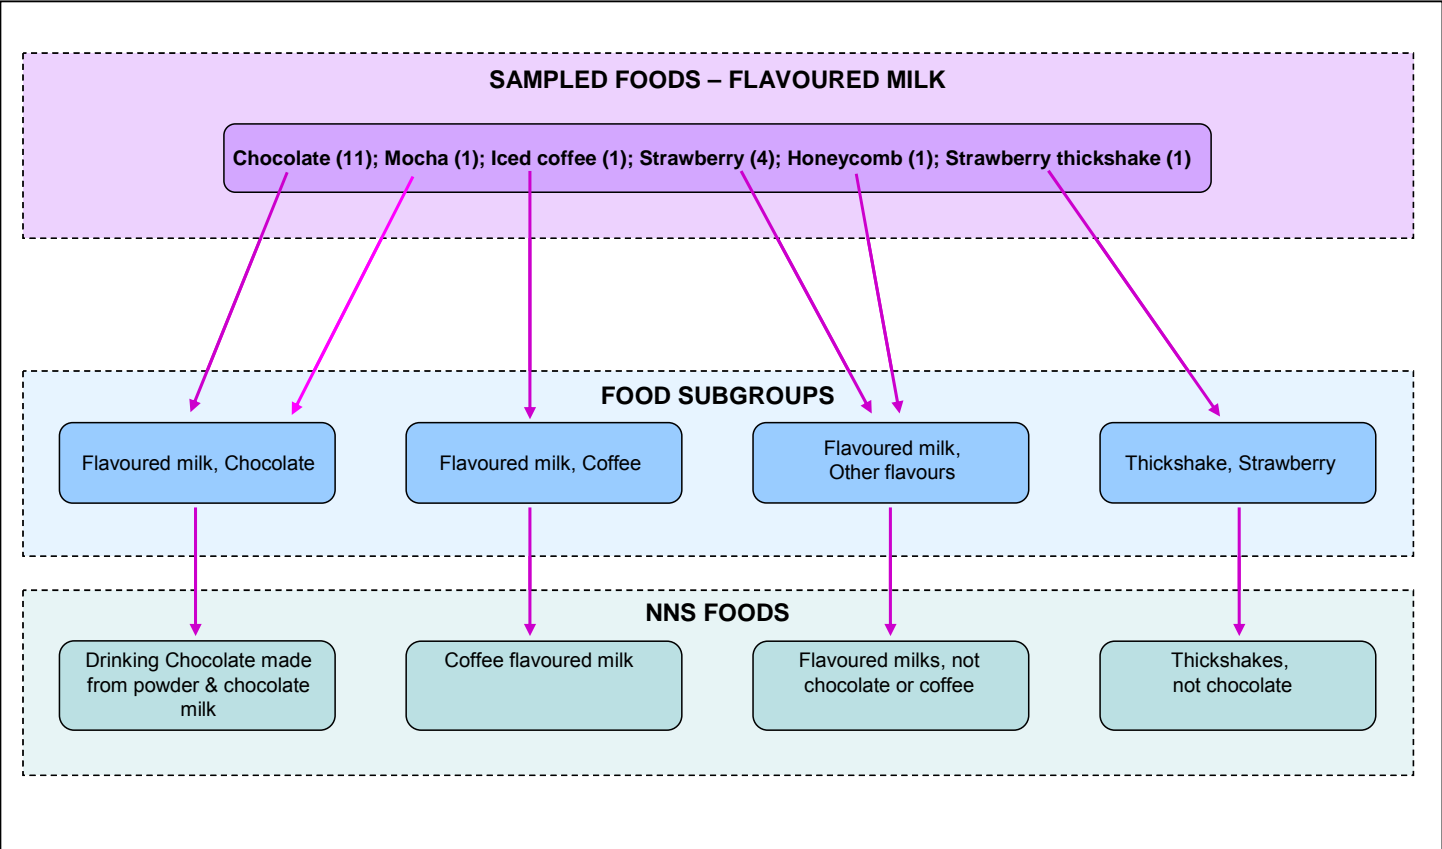 SAMPLED FOODS – FLAVOURED MILK
Chocolate (11); Mocha (1); Iced coffee (1); Strawberry (4); Honeycomb (1); Strawberry thickshake (1)
FOOD SUBGROUPS
Flavoured milk, Chocolate
Flavoured milk, Coffee
Flavoured milk,
Other flavours
Thickshake, Strawberry
NNS FOODS
Drinking Chocolate made
from powder & chocolate
milk
Coffee flavoured milk
Flavoured milks, not
chocolate or coffee
Thickshakes,
not chocolate